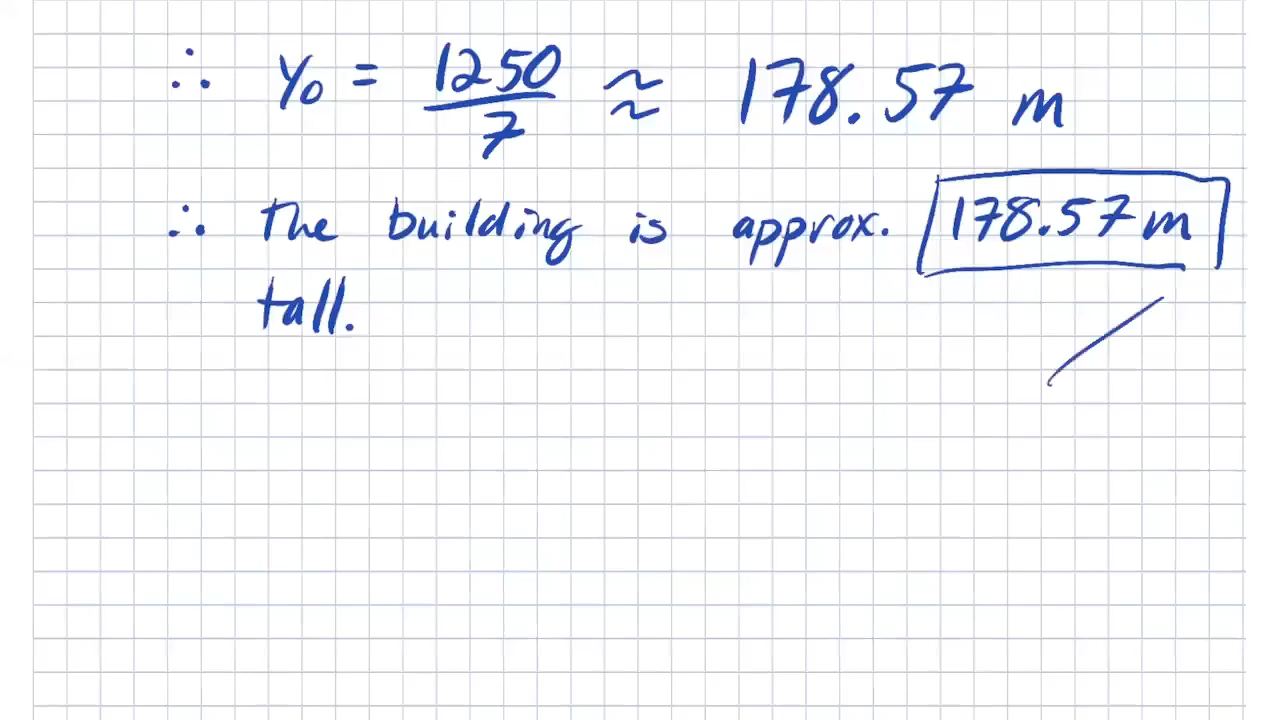 ∴ y₀ = 1250/7 ≈ 178.57 m
∴ the building is approx. 178.57 m
tall.